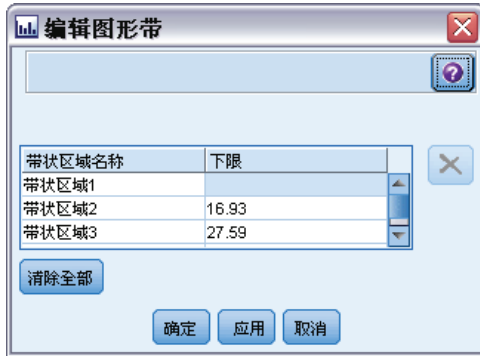 编辑图形带
带状区域名称 下限
带状区域1
带状区域2 16.93
带状区域3 27.59
清除全部
确定 应用 取消